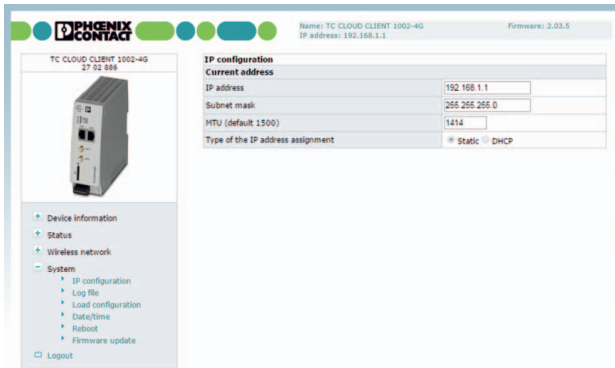 PHŒNIX
CONTACT
Name: TC CLOUD CLIENT 1002-4G
IP address: 192.168.1.1
Firmware: 2.03.5
TC CLOUD CLIENT 1002-4G
27 02 886
Device information
Status
Wireless network
System
IP configuration
Log file
Load configuration
Date/time
Reboot
Firmware update
Logout
IP configuration
Current address
IP address 192.168.1.1
Subnet mask 255.255.255.0
MTU (default 1500) 1414
Type of the IP address assignment Static DHCP